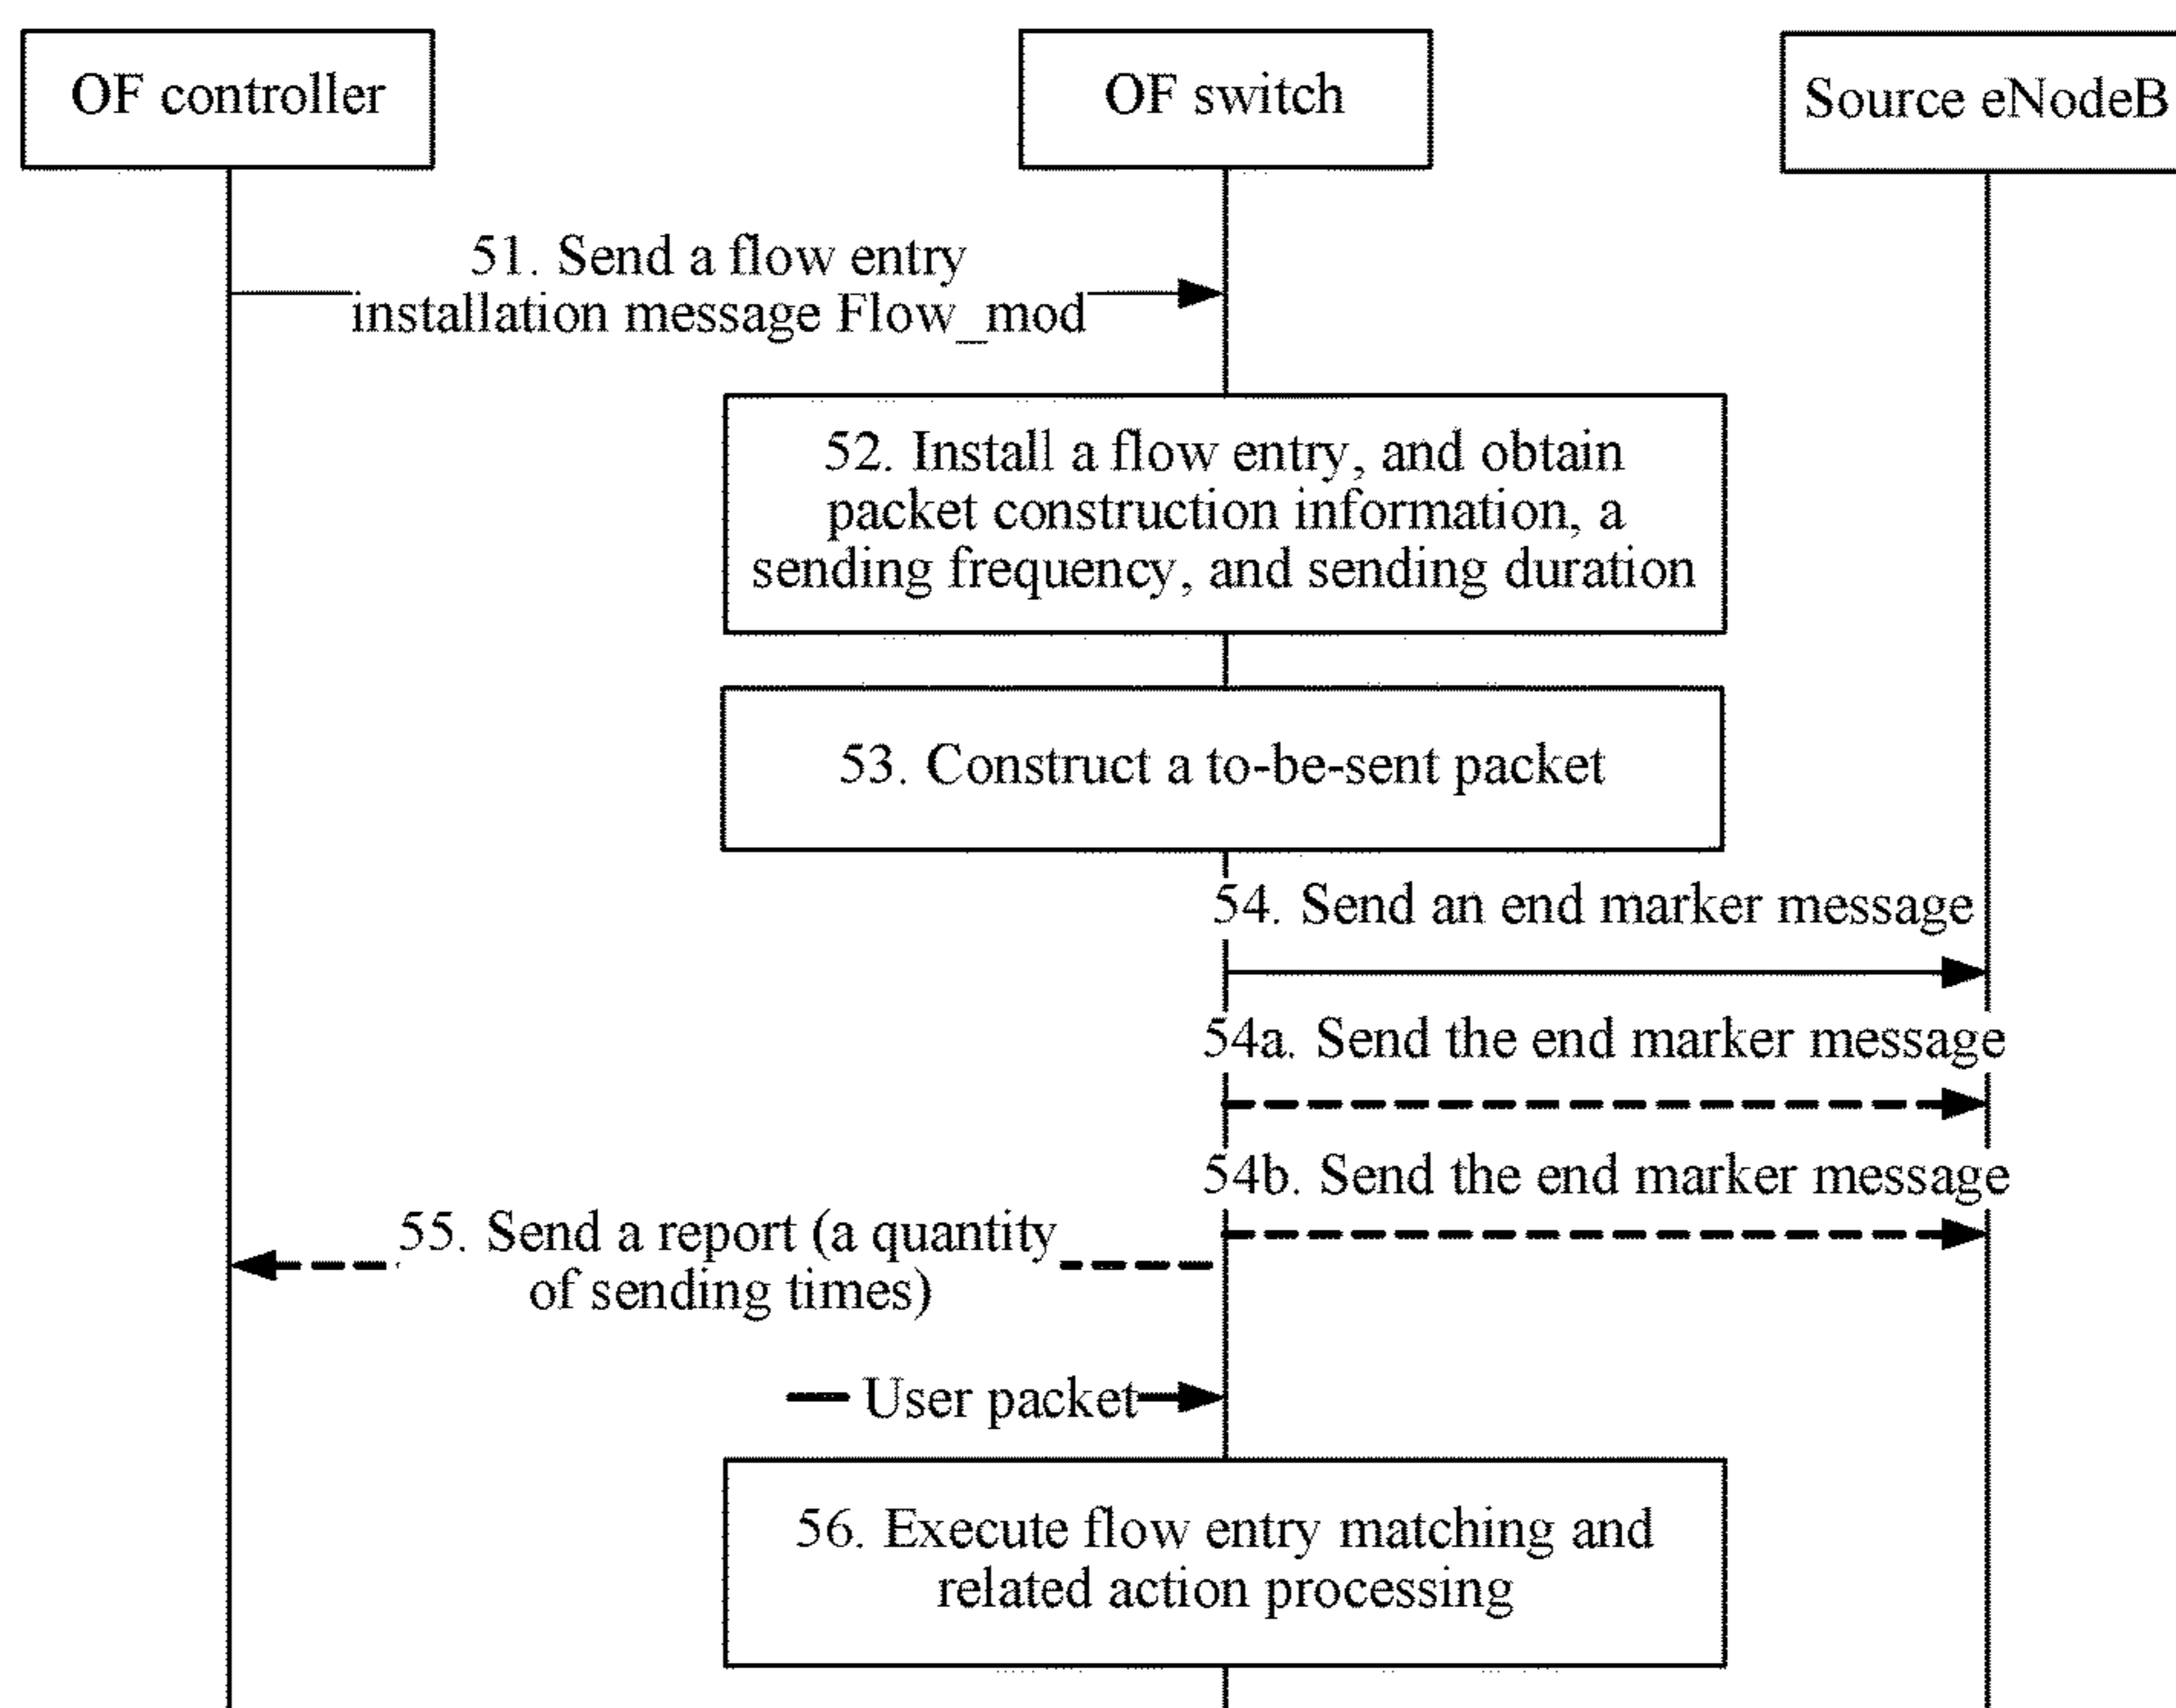 OF controller
OF switch
Source eNodeB
51. Send a flow entry
installation message Flow_mod
52. Install a flow entry, and obtain
packet construction information, a
sending frequency, and sending duration
53. Construct a to-be-sent packet
54. Send an end marker message
54a. Send the end marker message
54b. Send the end marker message
55. Send a report (a quantity
of sending times)
User packet
56. Execute flow entry matching and
related action processing